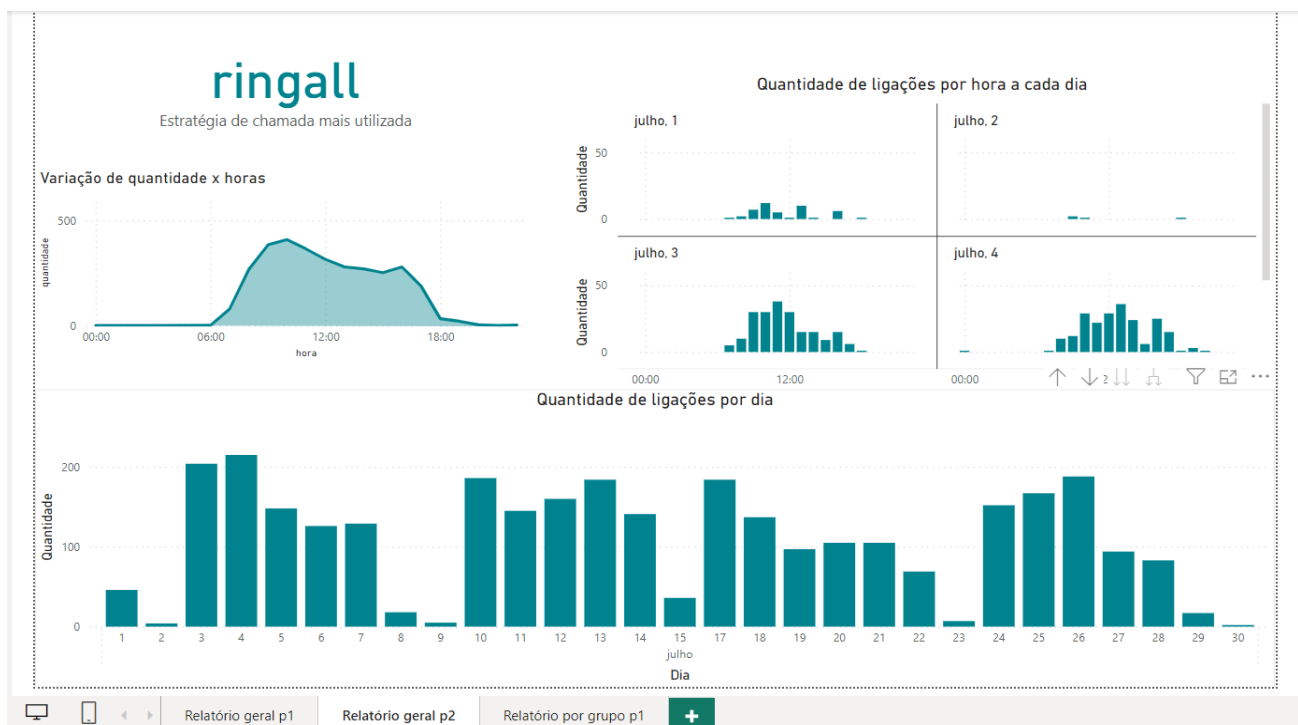 ringall
Estratégia de chamada mais utilizada
Variação de quantidade x horas
quantidade
500
0
00:00 06:00 12:00 18:00
hora
Quantidade de ligações por hora a cada dia
julho, 1 julho, 2
Quantidade
50
0
julho, 3 julho, 4
Quantidade
50
0
00:00 12:00 00:00 2
Quantidade de ligações por dia
Quantidade
200
100
0
1 2 3 4 5 6 7 8 9 10 11 12 13 14 15 17 18 19 20 21 22 23 24 25 26 27 28 29 30
julho
Dia
Relatório geral p1 Relatório geral p2 Relatório por grupo p1 +